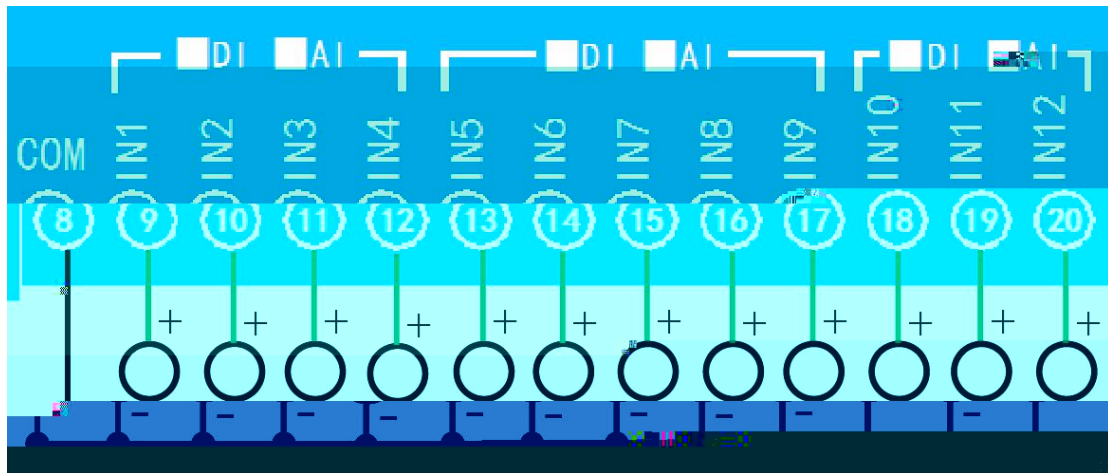 DI AI DI AI DI AI
COM IN1 IN2 IN3 IN4 IN5 IN6 IN7 IN8 IN9 IN10 IN11 IN12
8 9 10 11 12 13 14 15 16 17 18 19 20
+ + + + + + + + + + + +
- - - - - - - - -